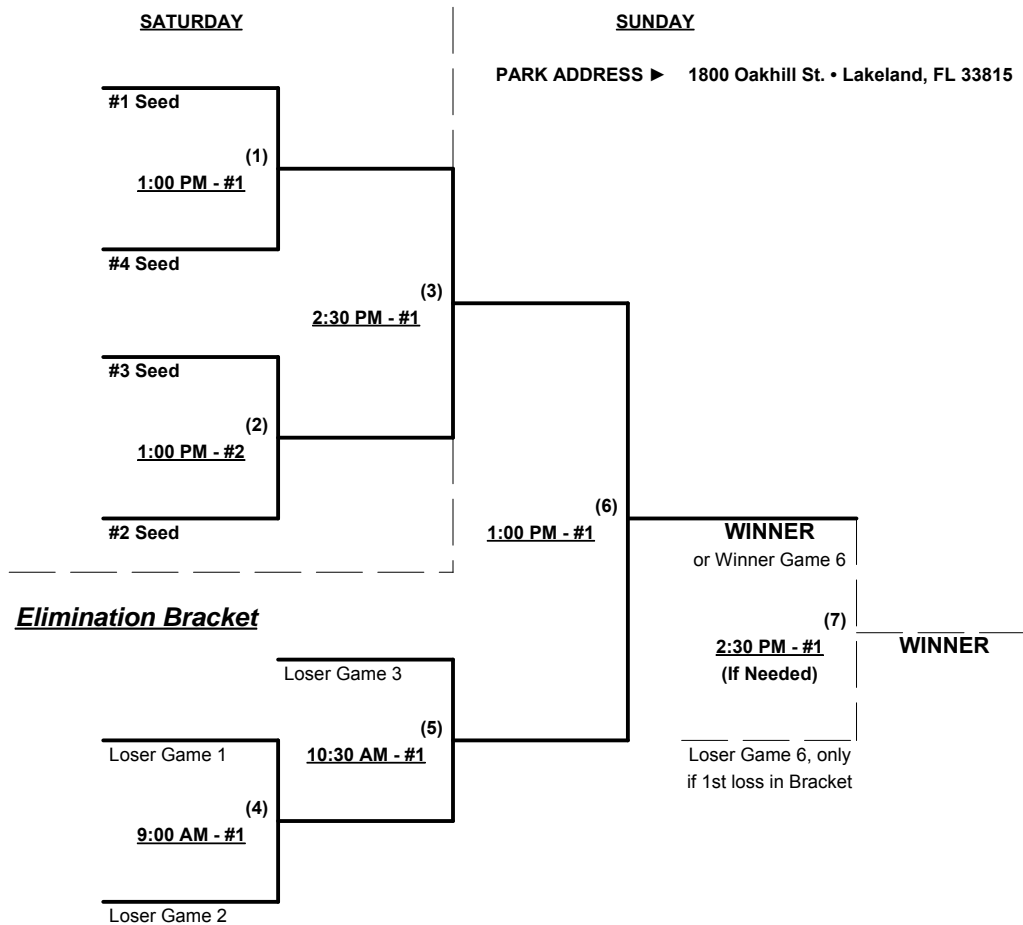 SATURDAY
SUNDAY
PARK ADDRESS ► 1800 Oakhill St. • Lakeland, FL 33815
#1 Seed
(1)
1:00 PM - #1
#4 Seed
(3)
2:30 PM - #1
#3 Seed
(2)
1:00 PM - #2
#2 Seed
(6)
1:00 PM - #1
WINNER
or Winner Game 6
(7)
2:30 PM - #1
(If Needed)
WINNER
Loser Game 6, only
if 1st loss in Bracket
Elimination Bracket
Loser Game 3
(5)
10:30 AM - #1
Loser Game 1
(4)
9:00 AM - #1
Loser Game 2